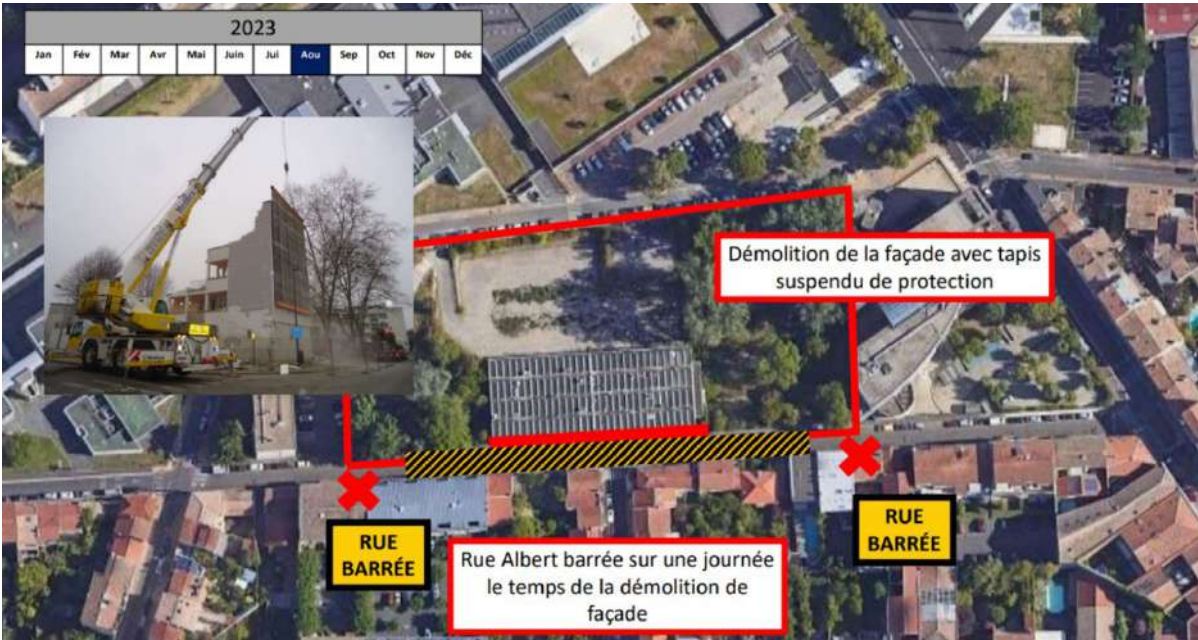 2023
Jan Fév Mar Avr Mai Juin Jui Aou Sep Oct Nov Déc
Démolition de la façade avec tapis
suspendu de protection
RUE
BARRÉE
RUE
BARRÉE
Rue Albert barrée sur une journée
le temps de la démolition de
façade